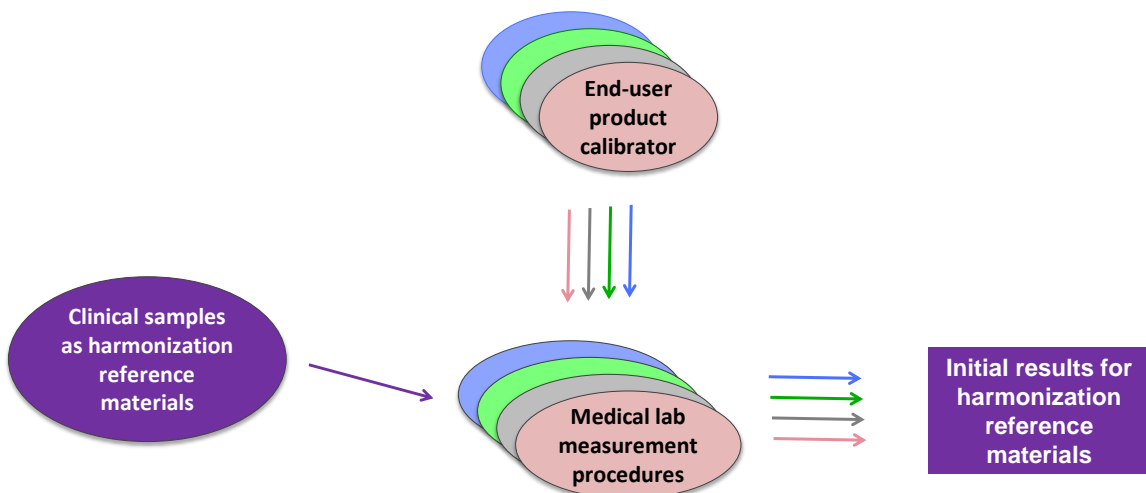 End-user
product
calibrator
Clinical samples
as harmonization
reference
materials
Medical lab
measurement
procedures
Initial results for
harmonization
reference
materials